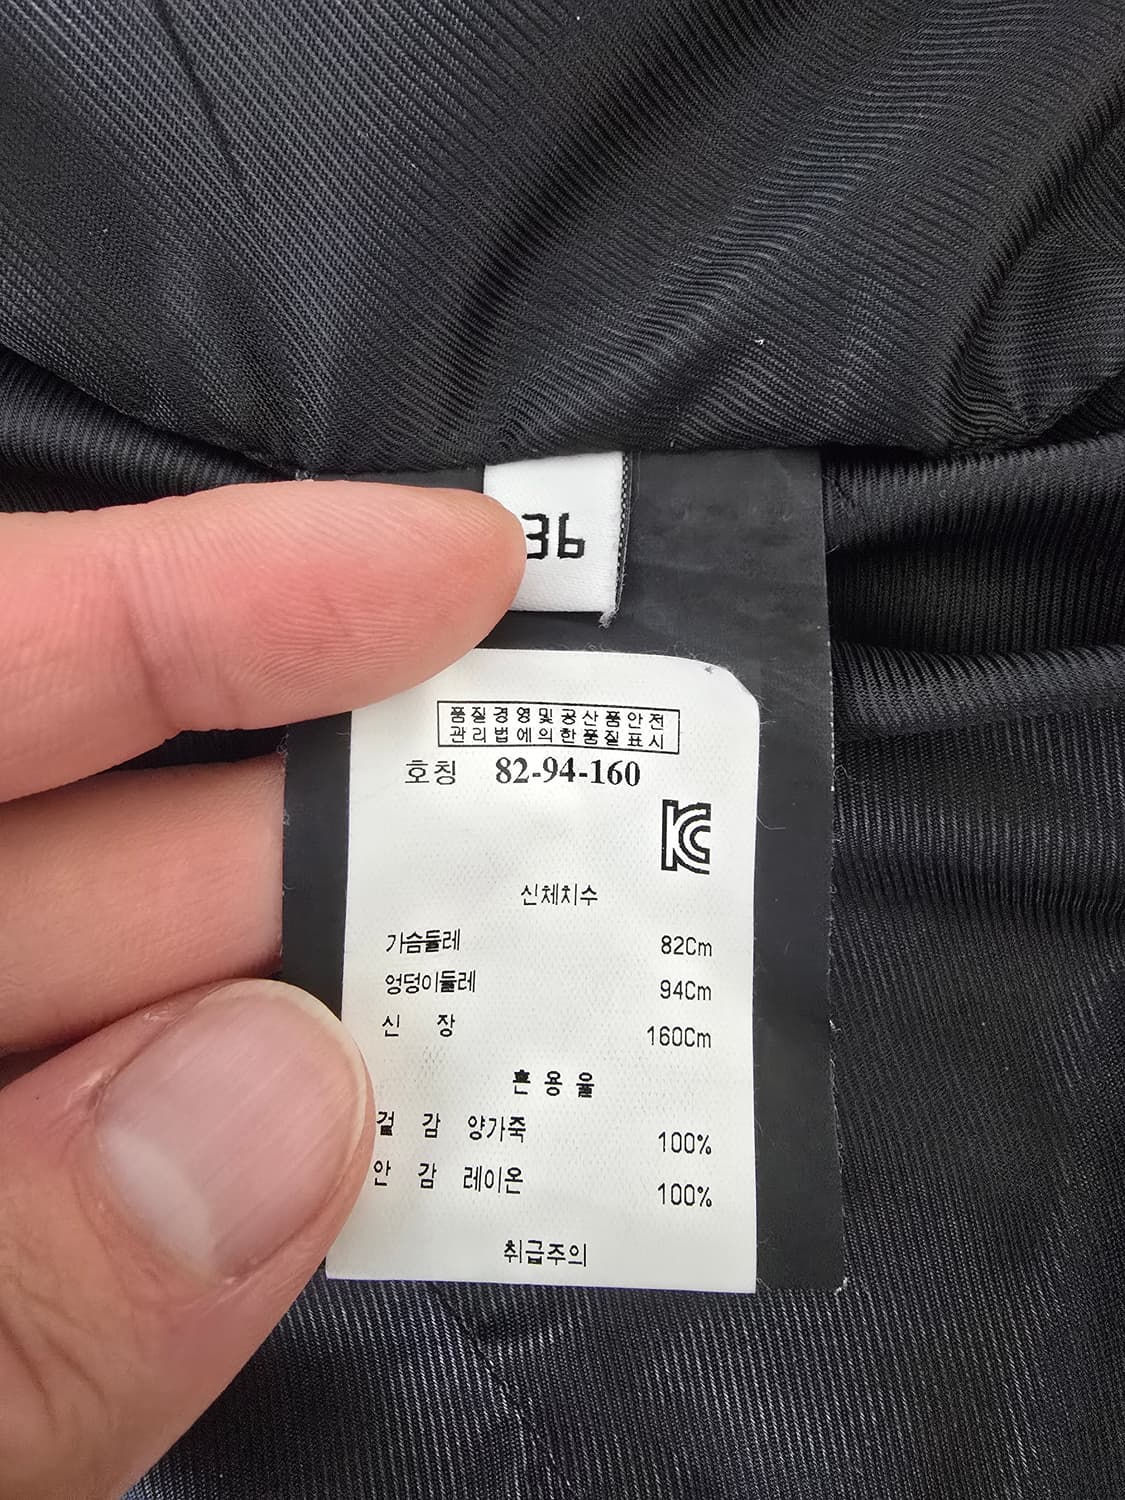 36
품질경영및공산품안전
관리법에의한품질표시
호칭 82-94-160
KC
신체치수
가슴둘레 82Cm
엉덩이둘레 94Cm
신 장 160Cm
혼용율
겉 감 양가죽 100%
안 감 레이온 100%
취급주의